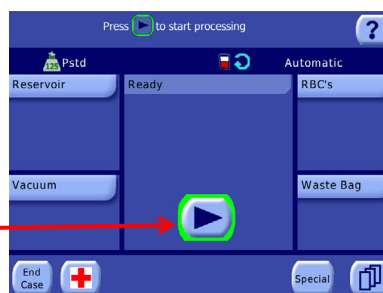 Press to start processing
?
125 Pstd Automatic
Reservoir Ready RBC's
Vacuum Waste Bag
End Case Special